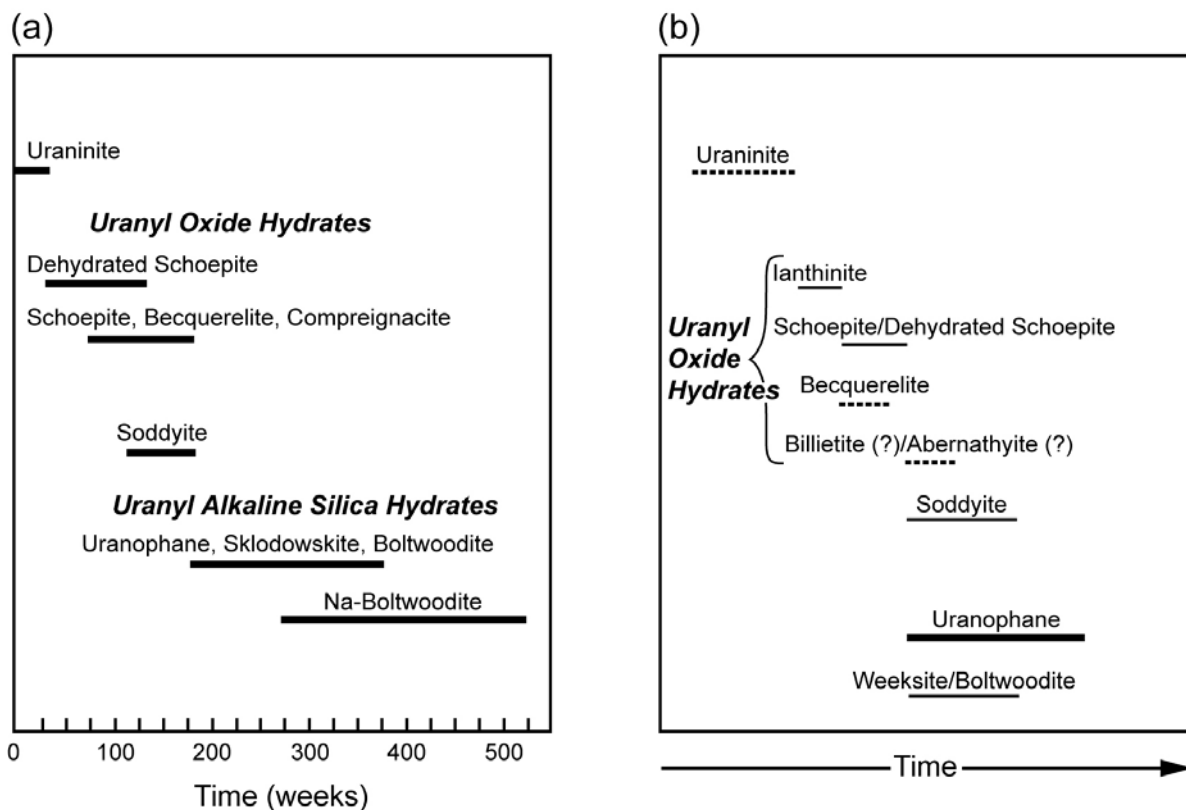 (a)
Uraninite
Uranyl Oxide Hydrates
Dehydrated Schoepite
Schoepite, Becquerelite, Compreignacite
Soddyite
Uranyl Alkaline Silica Hydrates
Uranophane, Sklodowskite, Boltwoodite
Na-Boltwoodite
0 100 200 300 400 500
Time (weeks)
(b)
Uraninite
Uranyl
Oxide
Hydrates
Ianthinite
Schoepite/Dehydrated Schoepite
Becquerelite
Billietite (?)/Abernathyite (?)
Soddyite
Uranophane
Weeksite/Boltwoodite
Time